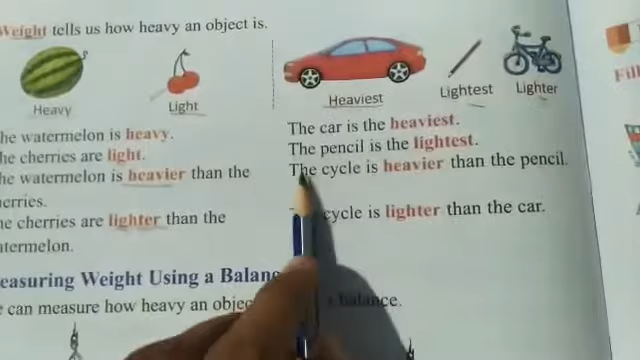 Weight tells us how heavy an object is.
Heavy
Light
he watermelon is heavy.
he cherries are light.
he watermelon is heavier than the
erries.
he cherries are lighter than the
atermelon.
Heaviest
Lightest
Lighter
The car is the heaviest.
The pencil is the lightest.
The cycle is heavier than the pencil.
cycle is lighter than the car.
easuring Weight Using a Balan
e can measure how heavy an objec balance.
Fill